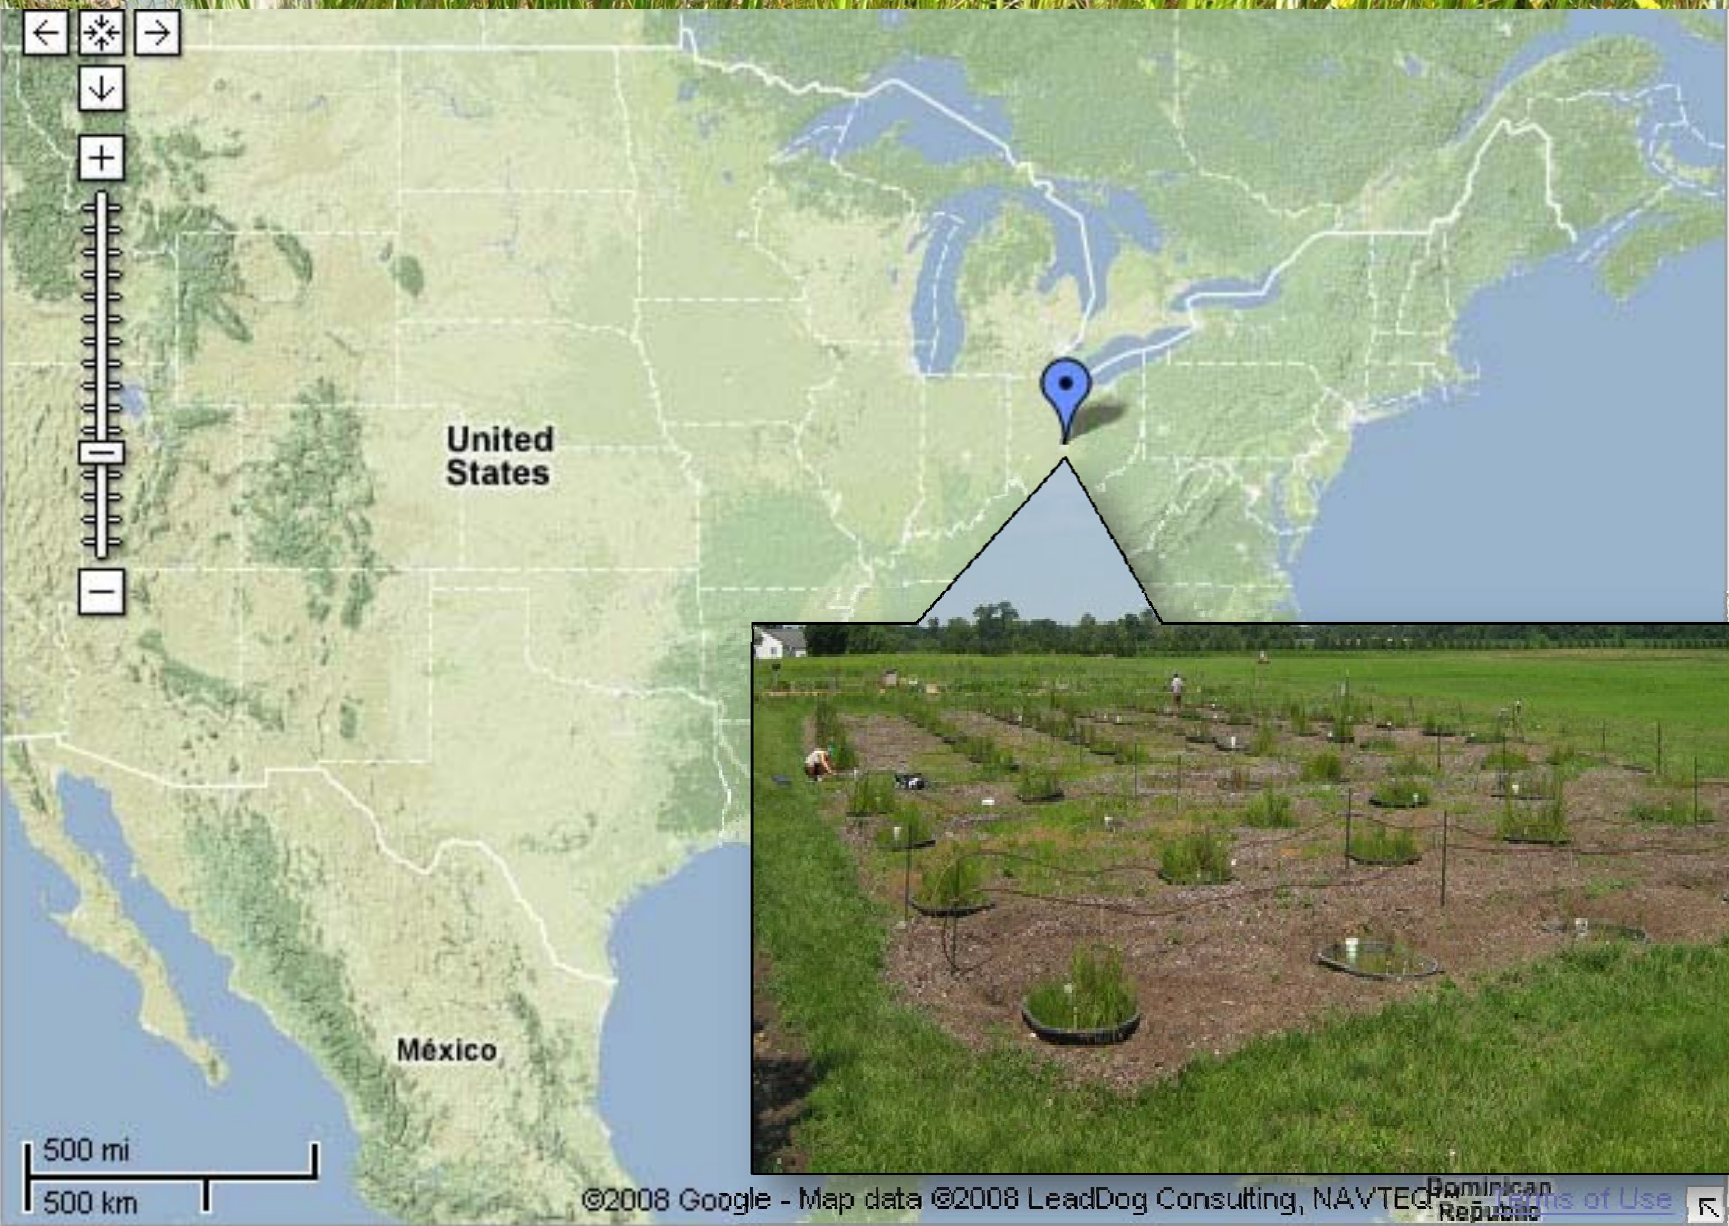 United
States
México
500 mi
500 km
©2008 Google - Map data ©2008 LeadDog Consulting, NAVTEQ™ - Terms of Use
Dominican
Republic